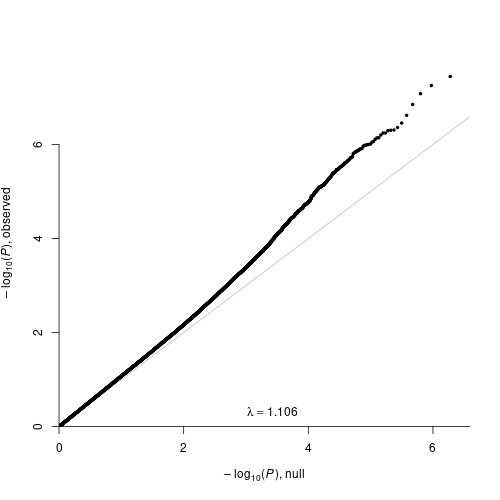 − log₁₀(P), observed
6
4
2
0
λ = 1.106
0 2 4 6
− log₁₀(P), null